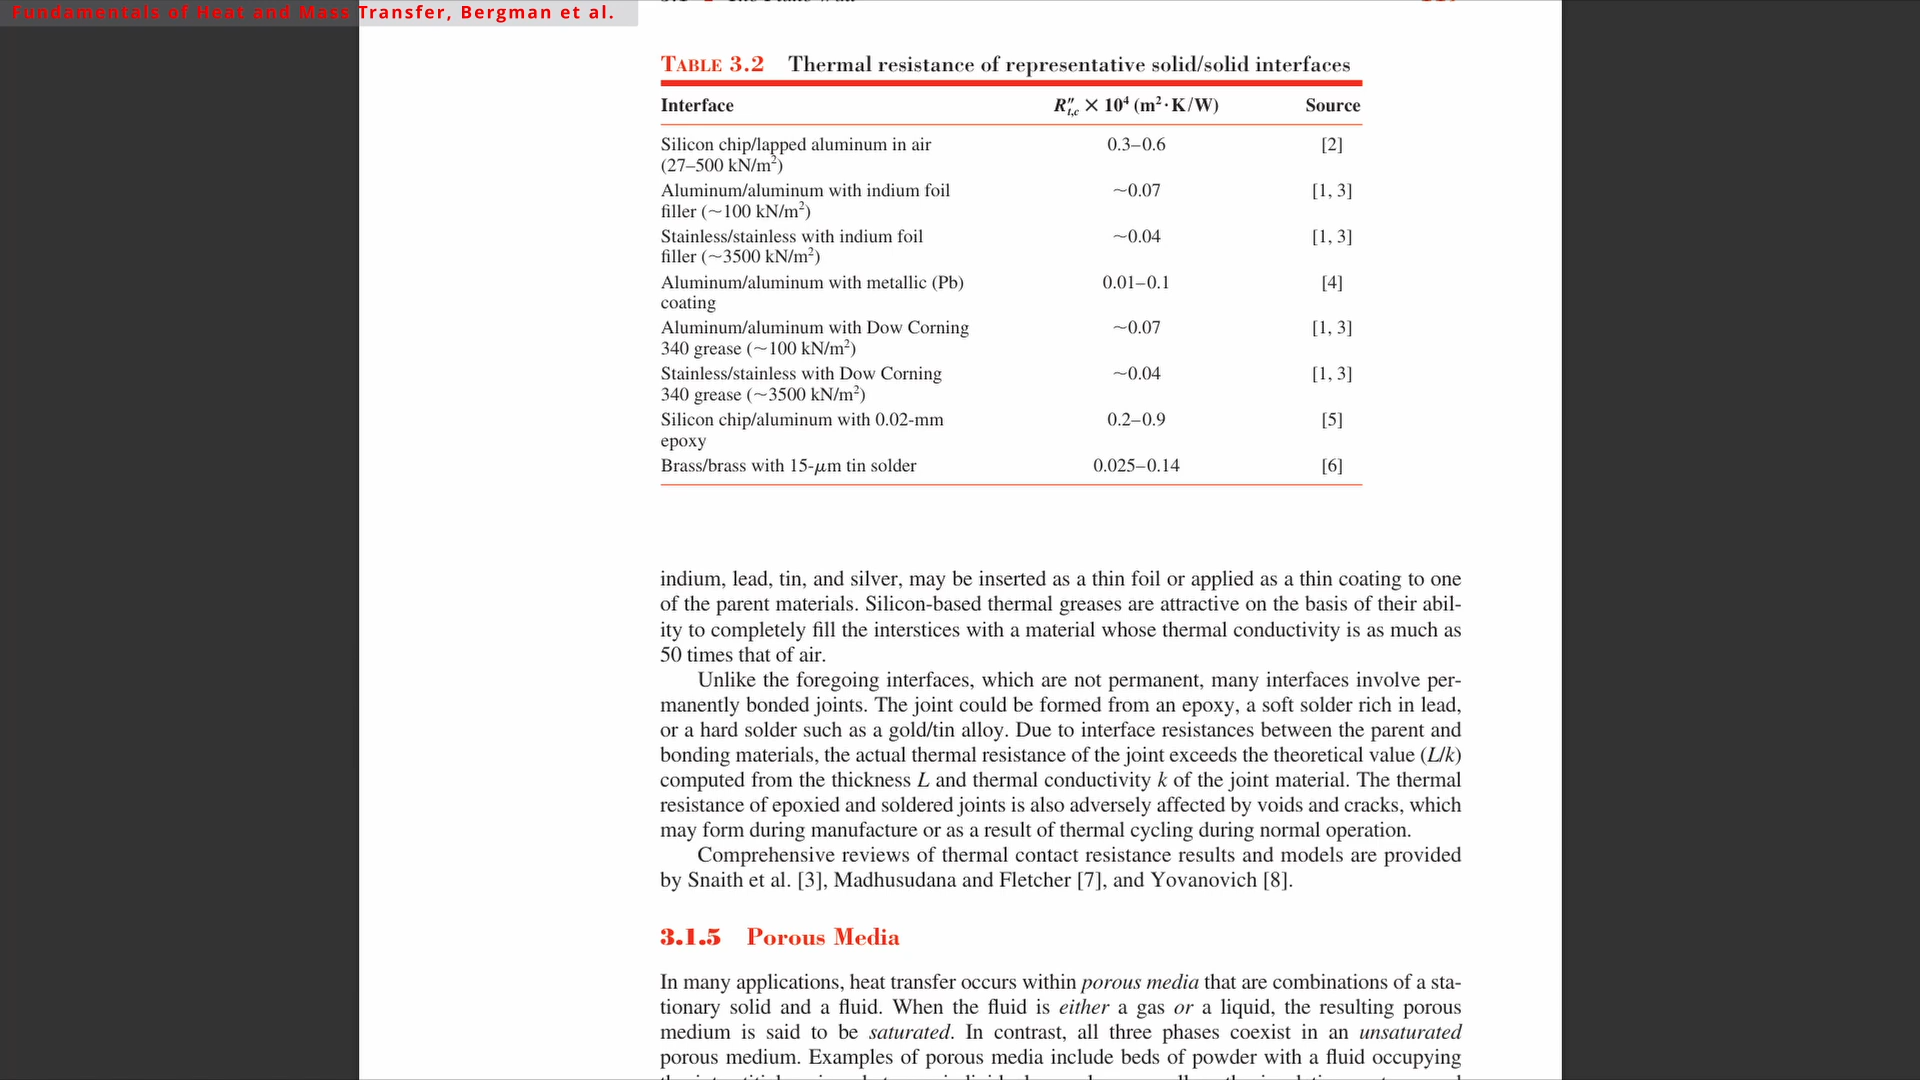 Fundamentals of Heat and Mass Transfer, Bergman et al.
TABLE 3.2 Thermal resistance of representative solid/solid interfaces
Interface R″t,c × 10⁴ (m²·K/W) Source
Silicon chip/lapped aluminum in air 0.3–0.6 [2]
(27–500 kN/m²)
Aluminum/aluminum with indium foil ~0.07 [1, 3]
filler (~100 kN/m²)
Stainless/stainless with indium foil ~0.04 [1, 3]
filler (~3500 kN/m²)
Aluminum/aluminum with metallic (Pb) 0.01–0.1 [4]
coating
Aluminum/aluminum with Dow Corning ~0.07 [1, 3]
340 grease (~100 kN/m²)
Stainless/stainless with Dow Corning ~0.04 [1, 3]
340 grease (~3500 kN/m²)
Silicon chip/aluminum with 0.02-mm 0.2–0.9 [5]
epoxy
Brass/brass with 15-μm tin solder 0.025–0.14 [6]
indium, lead, tin, and silver, may be inserted as a thin foil or applied as a thin coating to one
of the parent materials. Silicon-based thermal greases are attractive on the basis of their abil-
ity to completely fill the interstices with a material whose thermal conductivity is as much as
50 times that of air.
Unlike the foregoing interfaces, which are not permanent, many interfaces involve per-
manently bonded joints. The joint could be formed from an epoxy, a soft solder rich in lead,
or a hard solder such as a gold/tin alloy. Due to interface resistances between the parent and
bonding materials, the actual thermal resistance of the joint exceeds the theoretical value (L/k)
computed from the thickness L and thermal conductivity k of the joint material. The thermal
resistance of epoxied and soldered joints is also adversely affected by voids and cracks, which
may form during manufacture or as a result of thermal cycling during normal operation.
Comprehensive reviews of thermal contact resistance results and models are provided
by Snaith et al. [3], Madhusudana and Fletcher [7], and Yovanovich [8].
3.1.5 Porous Media
In many applications, heat transfer occurs within porous media that are combinations of a sta-
tionary solid and a fluid. When the fluid is either a gas or a liquid, the resulting porous
medium is said to be saturated. In contrast, all three phases coexist in an unsaturated
porous medium. Examples of porous media include beds of powder with a fluid occupying